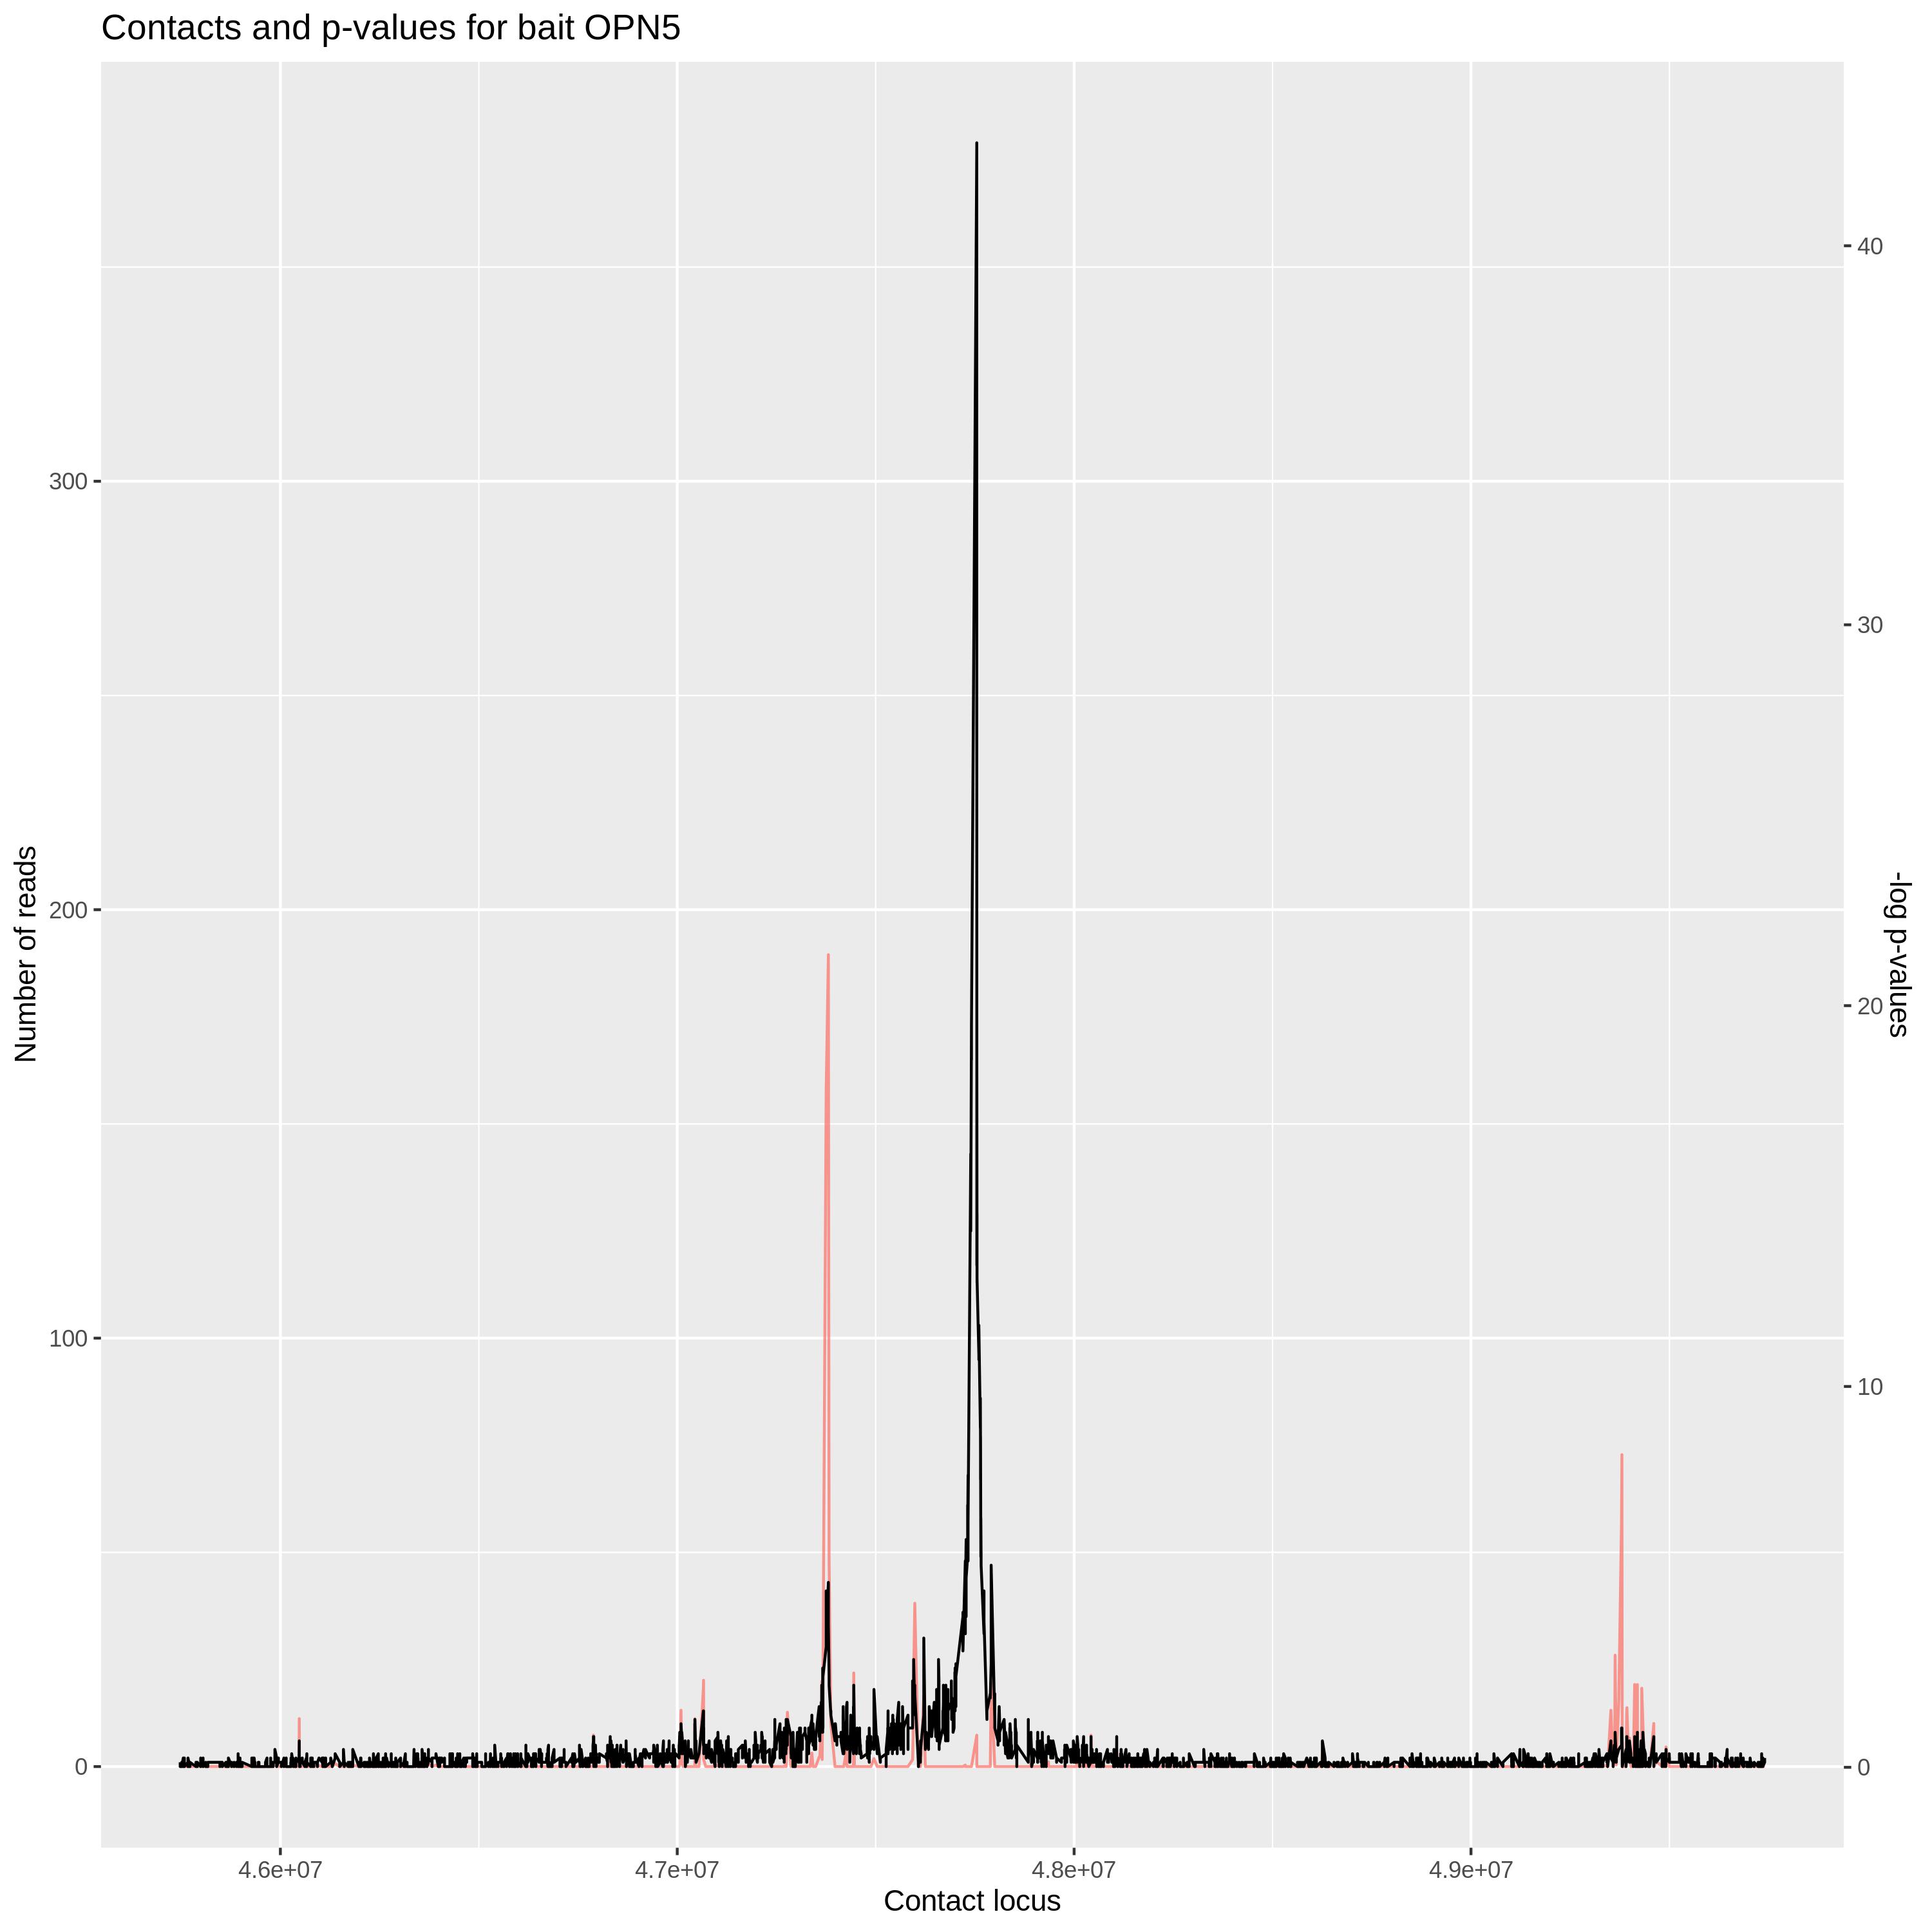 Contacts and p-values for bait OPN5
Number of reads
300
200
100
0
40
30
20
10
0
-log p-values
4.6e+07
4.7e+07
4.8e+07
4.9e+07
Contact locus